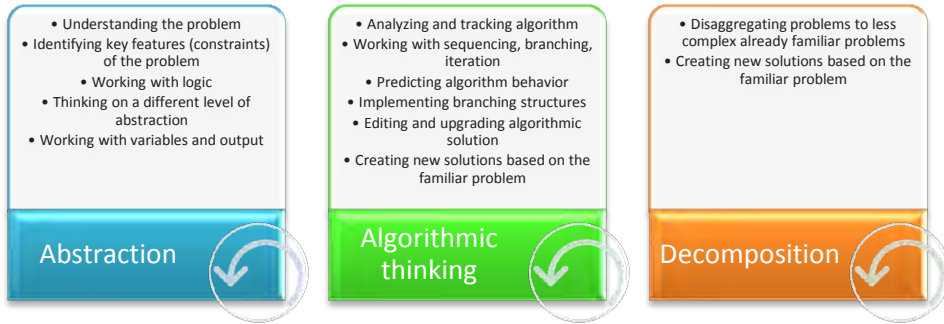 • Understanding the problem
• Identifying key features (constraints)
of the problem
• Working with logic
• Thinking on a different level of
abstraction
• Working with variables and output
Abstraction
• Analyzing and tracking algorithm
• Working with sequencing, branching,
iteration
• Predicting algorithm behavior
• Implementing branching structures
• Editing and upgrading algorithmic
solution
• Creating new solutions based on the
familiar problem
Algorithmic
thinking
• Disaggregating problems to less
complex already familiar problems
• Creating new solutions based on the
familiar problem
Decomposition